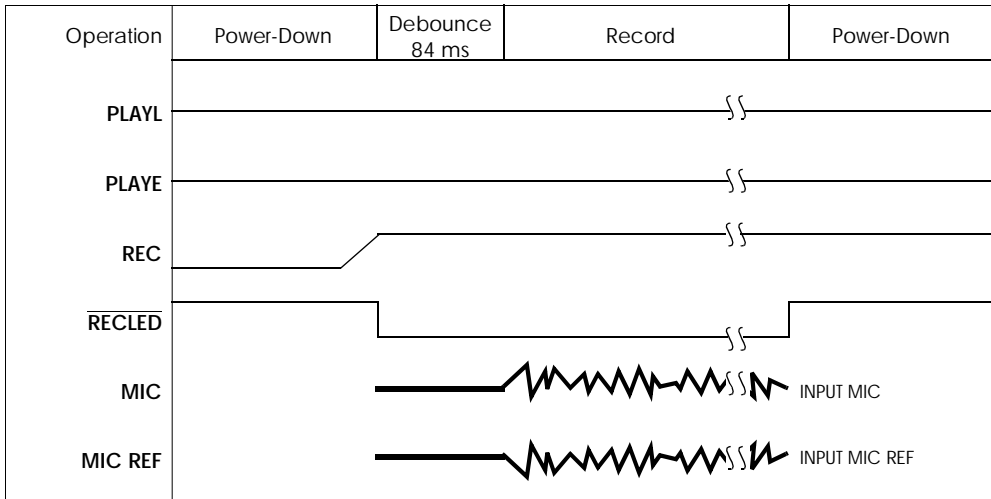 Operation Power-Down Debounce 84 ms Record Power-Down
PLAYL
PLAYE
REC
RECLED
MIC INPUT MIC
MIC REF INPUT MIC REF